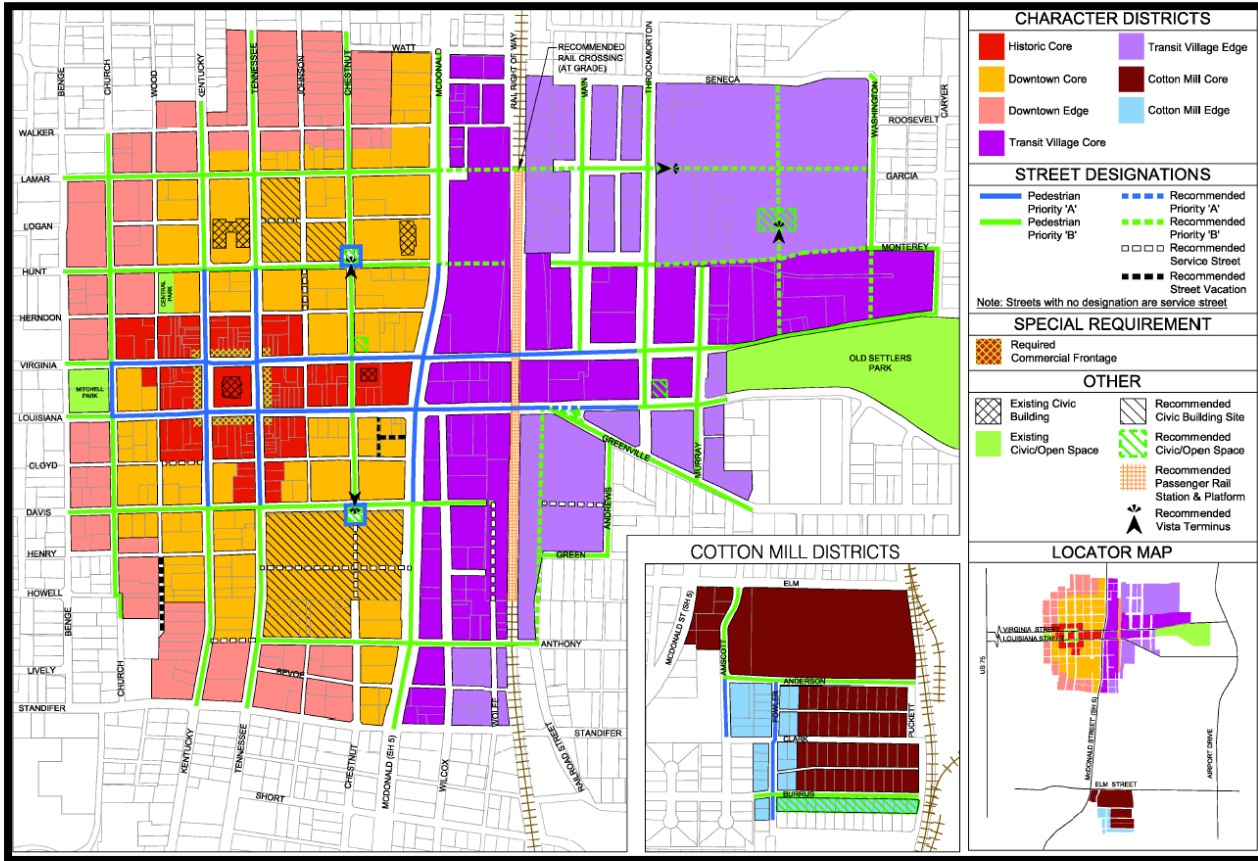 BENGE
CHURCH
WOOD
KENTUCKY
TENNESSEE
JOHNSON
CHESTNUT
WATT
MCDONALD
RAIL RIGHT OF WAY
RECOMMENDED
RAIL CROSSING
(AT GRADE)
MAIN
THROCKMORTON
SENECA
WASHINGTON
CARVER
ROOSEVELT
WALKER
LAMAR
GARCIA
LOGAN
MONTEREY
HUNT
CENTRAL
PARK
HERNDON
VIRGINIA
MITCHELL
PARK
OLD SETTLERS
PARK
LOUISIANA
GREENVILLE
MURRAY
CLOYD
DAVIS
ANDREWS
HENRY
GREEN
HOWELL
BENGE
CHURCH
ANTHONY
LIVELY
BEVOE
STANDIFER
WOLFE
STANDIFER
KENTUCKY
TENNESSEE
CHESTNUT
MCDONALD (SH 5)
WILCOX
RAILROAD STREET
SHORT
COTTON MILL DISTRICTS
ELM
MCDONALD ST (SH 5)
AMSCOTT
ANDERSON
FOWLER
PUCKETT
CLARK
BURRUS
CHARACTER DISTRICTS
Historic Core
Transit Village Edge
Downtown Core
Cotton Mill Core
Downtown Edge
Cotton Mill Edge
Transit Village Core
STREET DESIGNATIONS
Pedestrian
Priority 'A'
Recommended
Priority 'A'
Pedestrian
Priority 'B'
Recommended
Priority 'B'
Recommended
Service Street
Recommended
Street Vacation
Note: Streets with no designation are service street
SPECIAL REQUIREMENT
Required
Commercial Frontage
OTHER
Existing Civic
Building
Recommended
Civic Building Site
Existing
Civic/Open Space
Recommended
Civic/Open Space
Recommended
Passenger Rail
Station & Platform
Recommended
Vista Terminus
LOCATOR MAP
VIRGINIA STREET
LOUISIANA STREET
US 75
MCDONALD STREET (SH 5)
AIRPORT DRIVE
ELM STREET